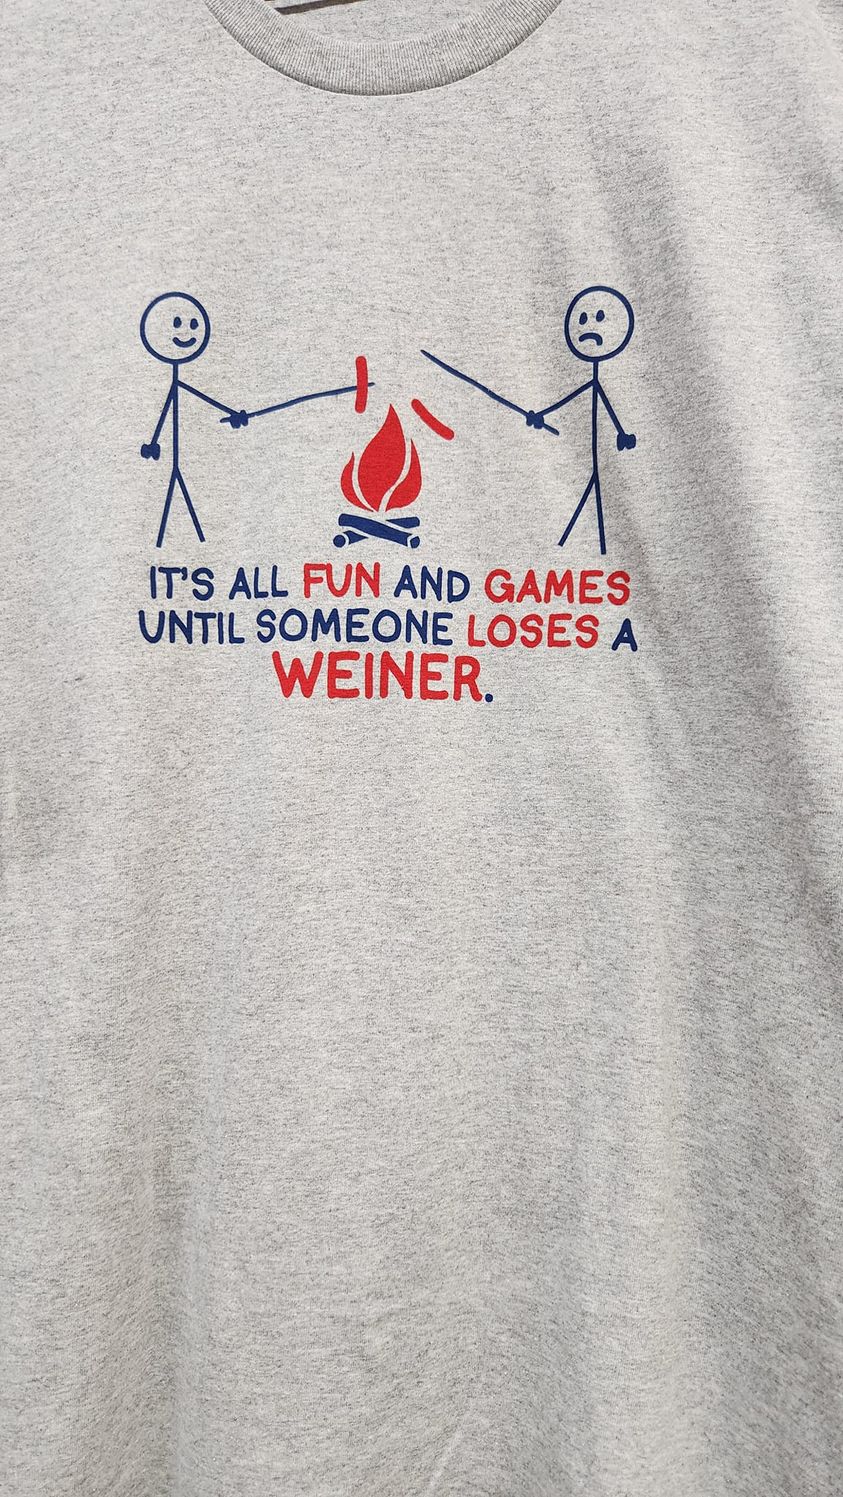 IT'S ALL FUN AND GAMES
UNTIL SOMEONE LOSES A
WEINER.